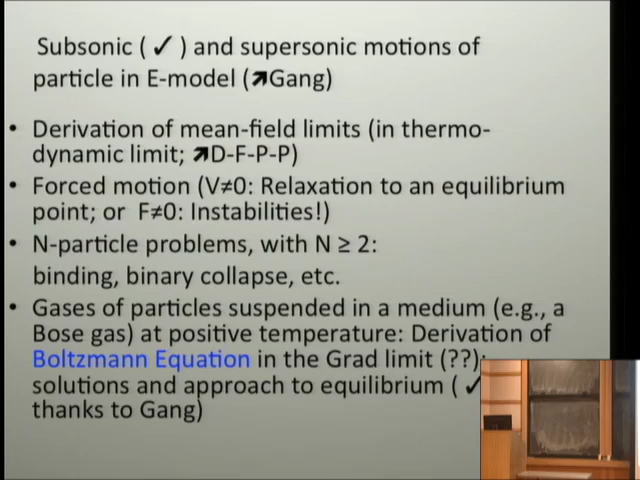 Subsonic ( ✓ ) and supersonic motions of
particle in E-model (↗Gang)
• Derivation of mean-field limits (in thermo-
dynamic limit; ↗D-F-P-P)
• Forced motion (V≠0: Relaxation to an equilibrium
point; or F≠0: Instabilities!)
• N-particle problems, with N ≥ 2:
binding, binary collapse, etc.
• Gases of particles suspended in a medium (e.g., a
Bose gas) at positive temperature: Derivation of
Boltzmann Equation in the Grad limit (??);
solutions and approach to equilibrium ( ✓
thanks to Gang)